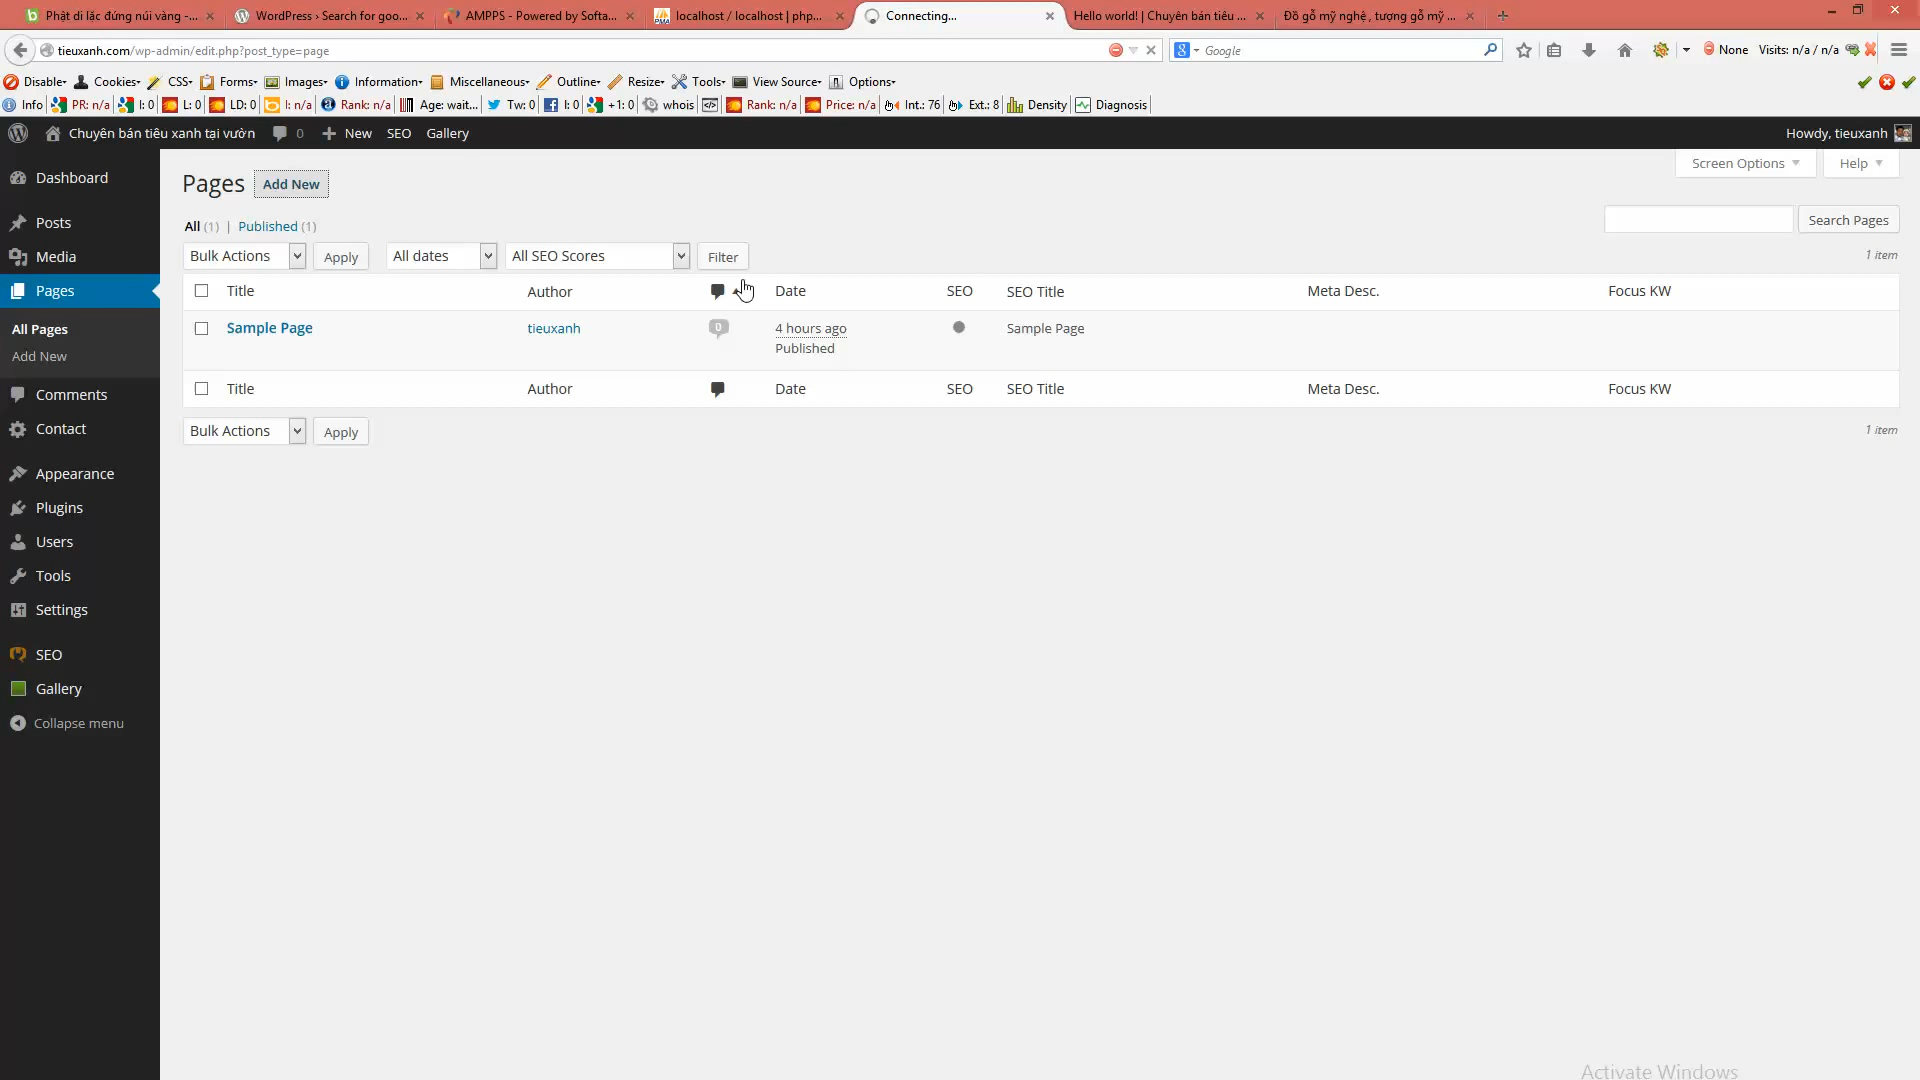 Phật di lặc đứng núi vàng -...
WordPress › Search for goo...
AMPPS - Powered by Softa...
localhost / localhost | php...
Connecting...
Hello world! | Chuyên bán tiêu ...
Đồ gỗ mỹ nghệ , tượng gỗ mỹ ...
tieuxanh.com/wp-admin/edit.php?post_type=page
Google
None Visits: n/a / n/a
Disable Cookies CSS Forms Images Information Miscellaneous Outline Resize Tools View Source Options
Info PR: n/a I: 0 L: 0 LD: 0 I: n/a Rank: n/a Age: wait... Tw: 0 I: 0 +1: 0 whois Rank: n/a Price: n/a Int.: 76 Ext.: 8 Density Diagnosis
Chuyên bán tiêu xanh tại vườn 0 New SEO Gallery
Howdy, tieuxanh
Screen Options
Help
Dashboard
Posts
Media
Pages
All Pages
Add New
Comments
Contact
Appearance
Plugins
Users
Tools
Settings
SEO
Gallery
Collapse menu
Pages Add New
All (1) | Published (1)
Search Pages
Bulk Actions Apply All dates All SEO Scores Filter
1 item
Title Author Date SEO SEO Title Meta Desc. Focus KW
Sample Page tieuxanh 0 4 hours ago Sample Page
Published
Title Author Date SEO SEO Title Meta Desc. Focus KW
Bulk Actions Apply
1 item
Activate Windows